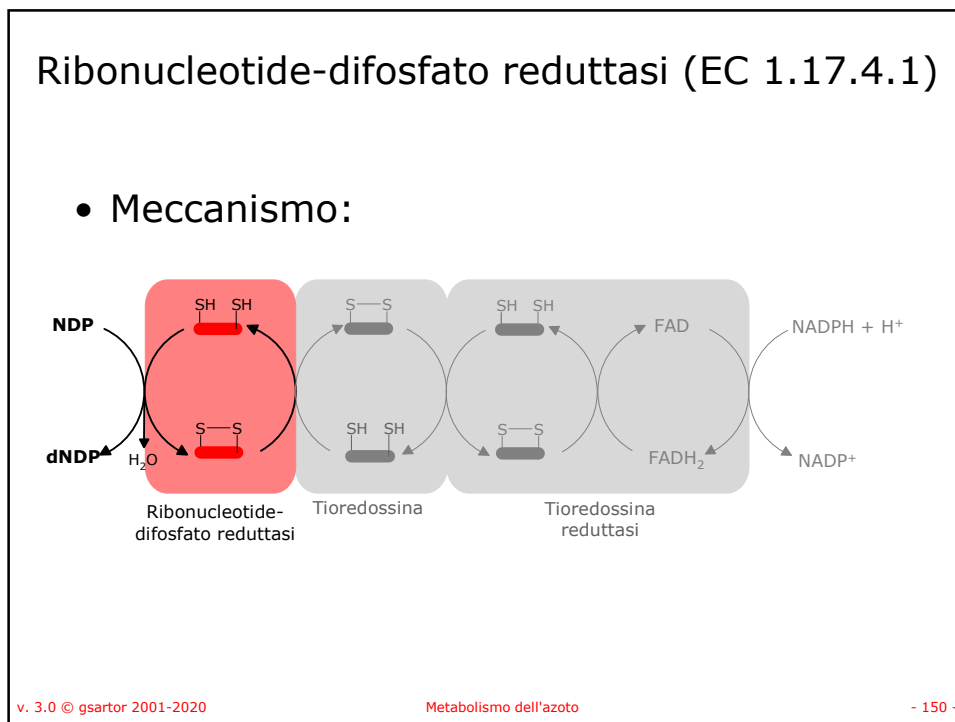 Ribonucleotide-difosfato reduttasi (EC 1.17.4.1)
• Meccanismo:
SH SH
S S
SH SH
NDP
FAD
NADPH + H⁺
S S
SH SH
S S
dNDP
H₂O
FADH₂
NADP⁺
Ribonucleotide-
difosfato reduttasi
Tioredossina
Tioredossina
reduttasi
v. 3.0 © gsartor 2001-2020
Metabolismo dell'azoto
- 150 -